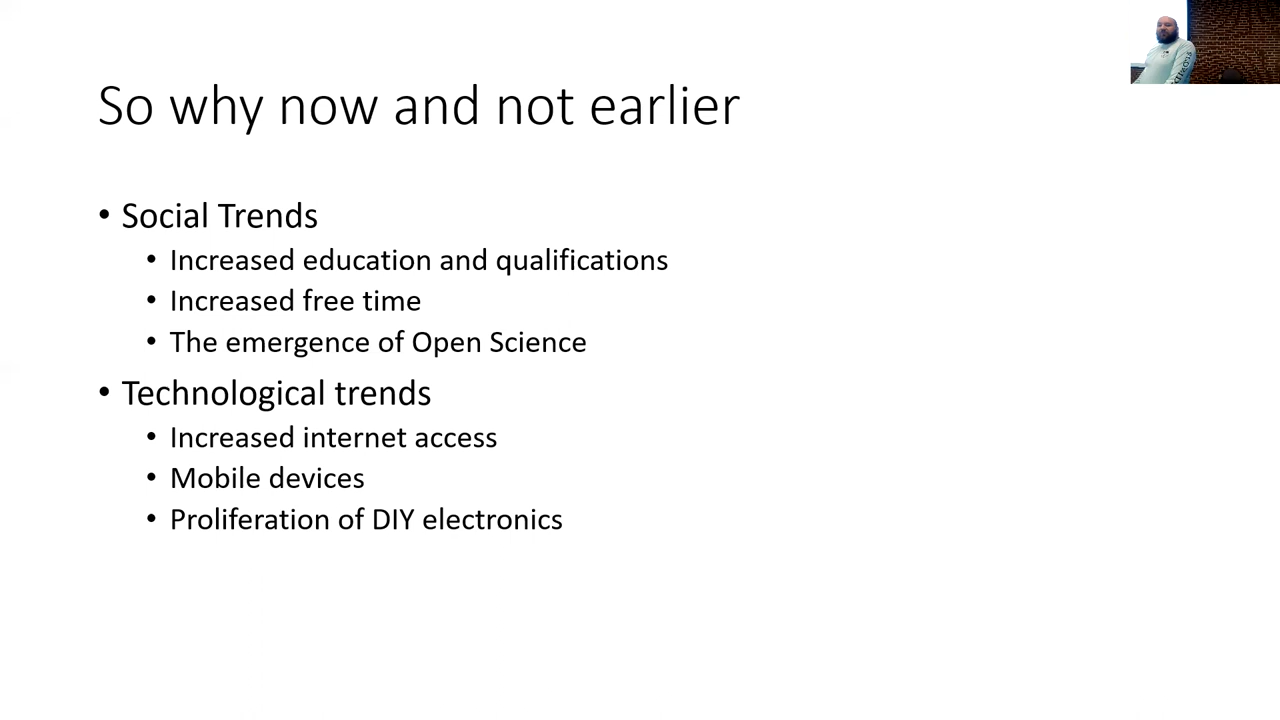 So why now and not earlier
• Social Trends
• Increased education and qualifications
• Increased free time
• The emergence of Open Science
• Technological trends
• Increased internet access
• Mobile devices
• Proliferation of DIY electronics